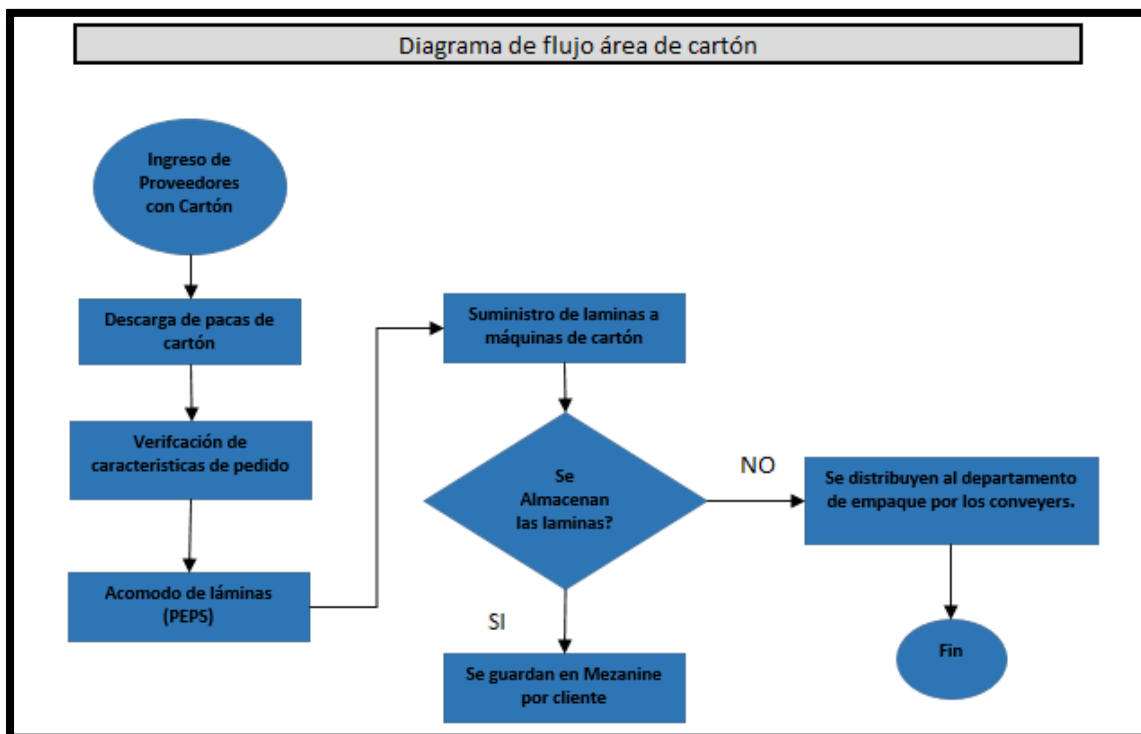 Diagrama de flujo área de cartón
Ingreso de
Proveedores
con Cartón
Descarga de pacas de
cartón
Verifcación de
caracteristicas de pedido
Acomodo de láminas
(PEPS)
Suministro de laminas a
máquinas de cartón
Se
Almacenan
las laminas?
NO
Se distribuyen al departamento
de empaque por los conveyers.
SI
Se guardan en Mezanine
por cliente
Fin